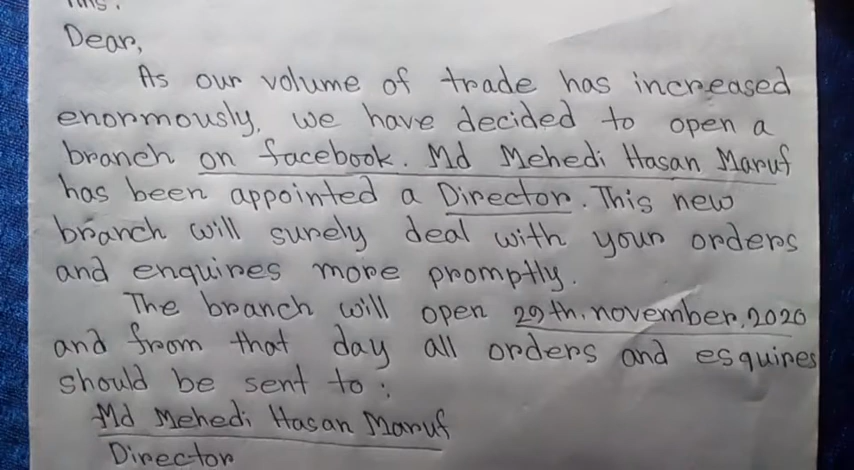 Dear,
As our volume of trade has increased
enormously, we have decided to open a
branch on facebook. Md Mehedi Hasan Maruf
has been appointed a Director. This new
branch will surely deal with your orders
and enquires more promptly.
The branch will open 29th, november, 2020
and from that day all orders and esquires
should be sent to :
Md Mehedi Hasan Maruf
Director